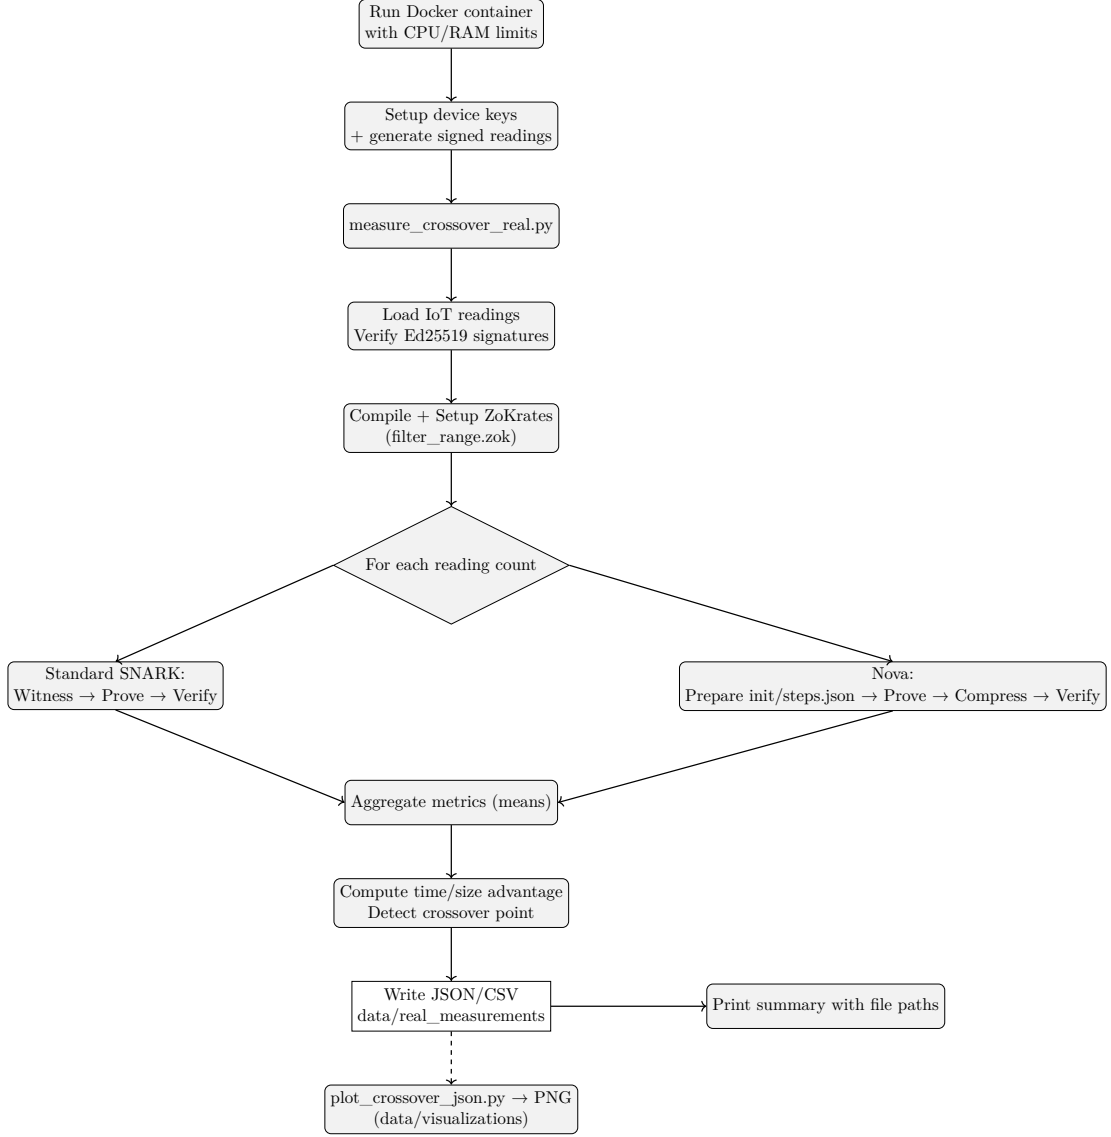 Run Docker container
with CPU/RAM limits
Setup device keys
+ generate signed readings
measure_crossover_real.py
Load IoT readings
Verify Ed25519 signatures
Compile + Setup ZoKrates
(filter_range.zok)
For each reading count
Standard SNARK:
Witness → Prove → Verify
Nova:
Prepare init/steps.json → Prove → Compress → Verify
Aggregate metrics (means)
Compute time/size advantage
Detect crossover point
Write JSON/CSV
data/real_measurements
Print summary with file paths
plot_crossover_json.py → PNG
(data/visualizations)